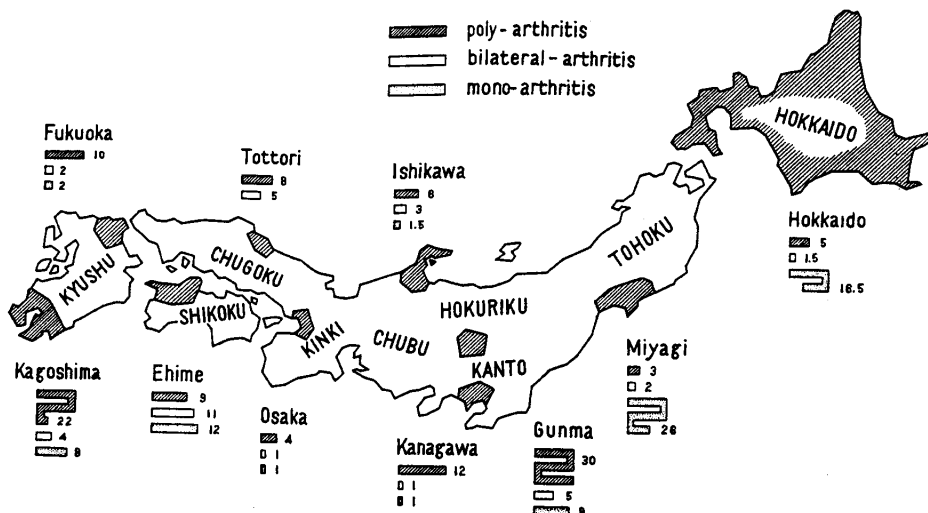 poly-arthritis
bilateral-arthritis
mono-arthritis
HOKKAIDO
Fukuoka
10
2
2
Tottori
8
5
Ishikawa
6
3
1.5
Hokkaido
5
1.5
18.5
KYUSHU
CHUGOKU
SHIKOKU
KINKI
CHUBU
HOKURIKU
KANTO
TOHOKU
Kagoshima
22
4
8
Ehime
9
11
12
Osaka
4
1
1
Kanagawa
12
1
1
Gunma
30
5
9
Miyagi
3
2
26